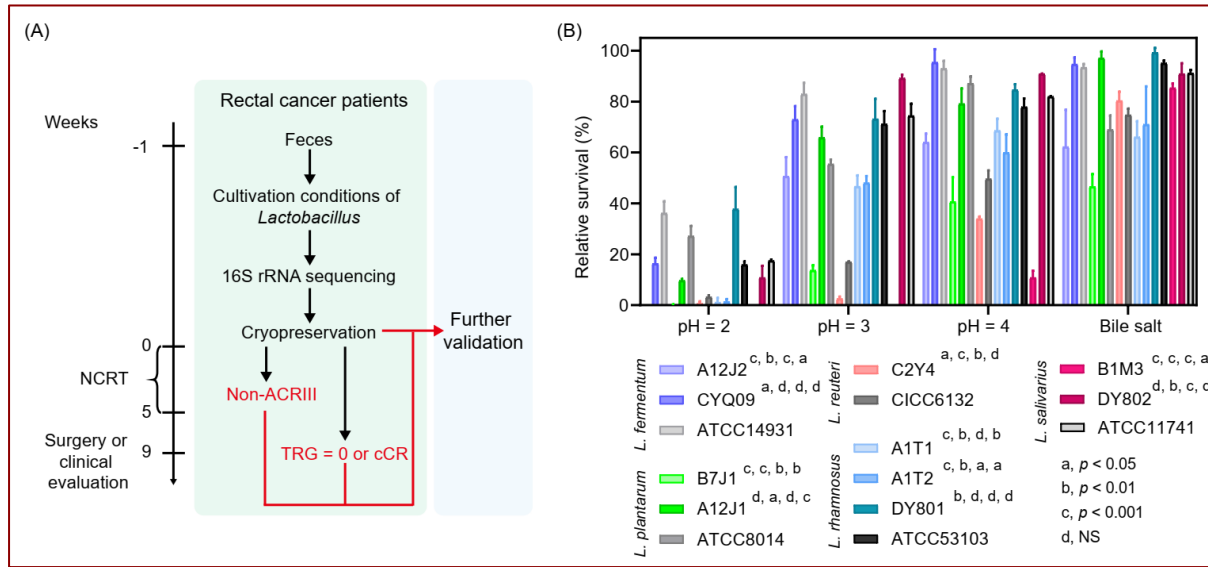 (A)
Weeks
-1
0
NCRT
5
Surgery or
clinical
evaluation
9
Rectal cancer patients
Feces
Cultivation conditions of
Lactobacillus
16S rRNA sequencing
Cryopreservation
Non-ACRIII
TRG = 0 or cCR
Further
validation
(B)
Relative survival (%)
100
80
60
40
20
0
pH = 2
pH = 3
pH = 4
Bile salt
L. fermentum
A12J2 c, b, c, a
CYQ09 a, d, d, d
ATCC14931
L. plantarum
B7J1 c, c, b, b
A12J1 d, a, d, c
ATCC8014
L. reuteri
C2Y4 a, c, b, d
CICC6132
L. rhamnosus
A1T1 c, b, d, b
A1T2 c, b, a, a
DY801 b, d, d, d
ATCC53103
L. salivarius
B1M3 c, c, c, a
DY802 d, b, c, d
ATCC11741
a, p < 0.05
b, p < 0.01
c, p < 0.001
d, NS